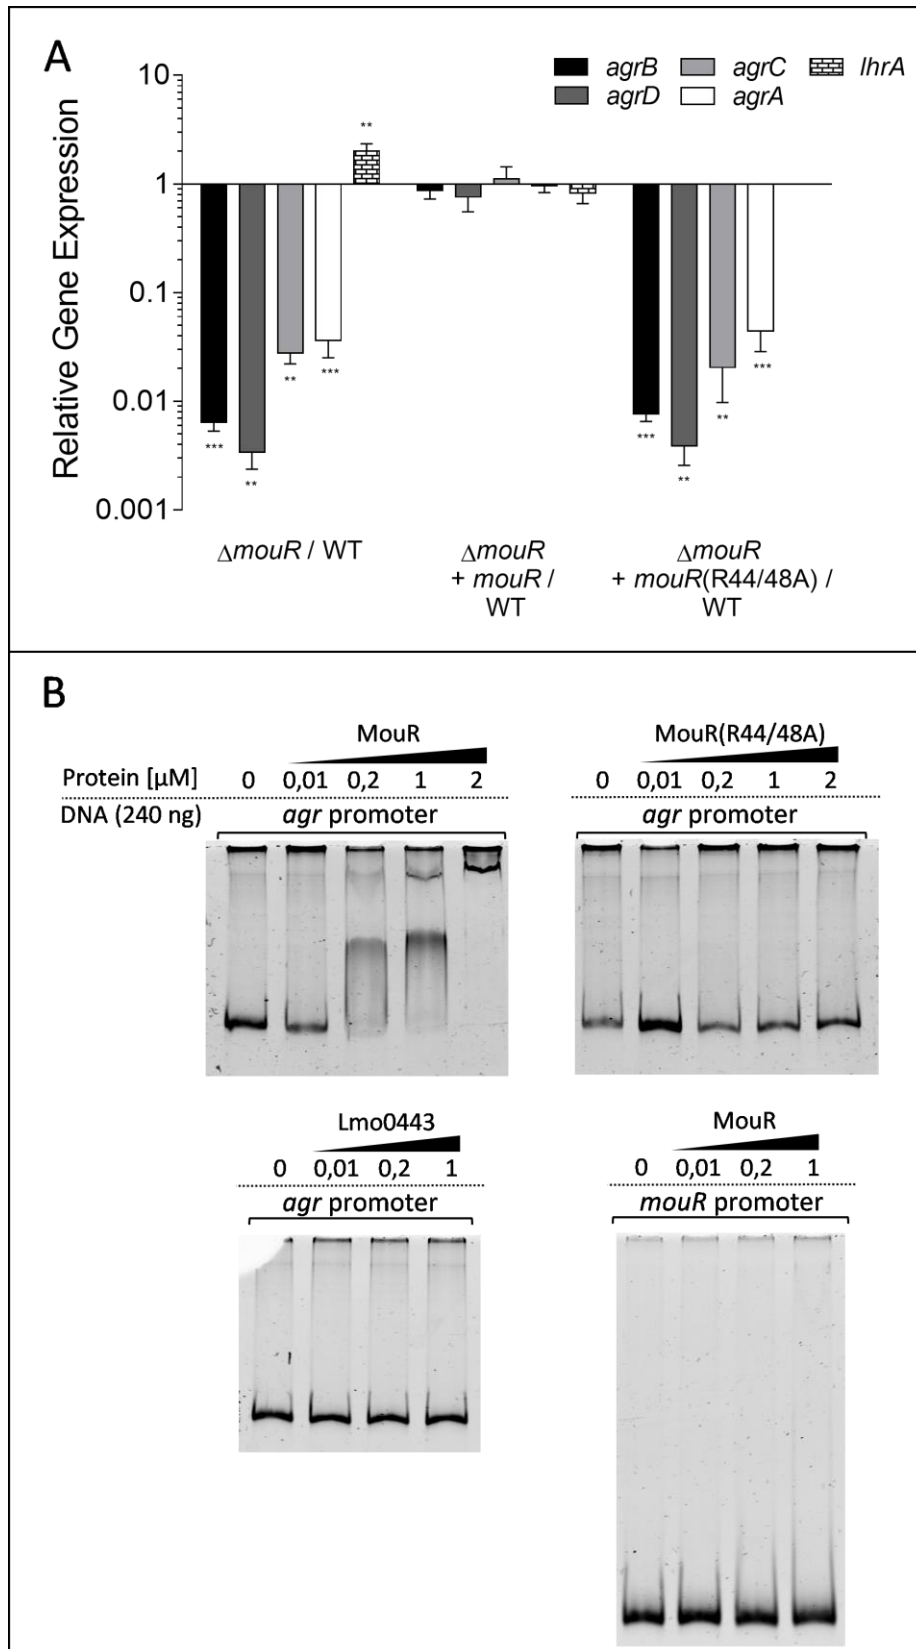 A
agrB agrC lhrA
agrD agrA
Relative Gene Expression
10
1
0.1
0.01
0.001
**
*** ** ** ***
*** ** ** ***
ΔmouR / WT
ΔmouR
+ mouR /
WT
ΔmouR
+ mouR(R44/48A) /
WT
B
MouR
Protein [µM] 0 0,01 0,2 1 2
DNA (240 ng) agr promoter
MouR(R44/48A)
0 0,01 0,2 1 2
agr promoter
Lmo0443
0 0,01 0,2 1
agr promoter
MouR
0 0,01 0,2 1
mouR promoter